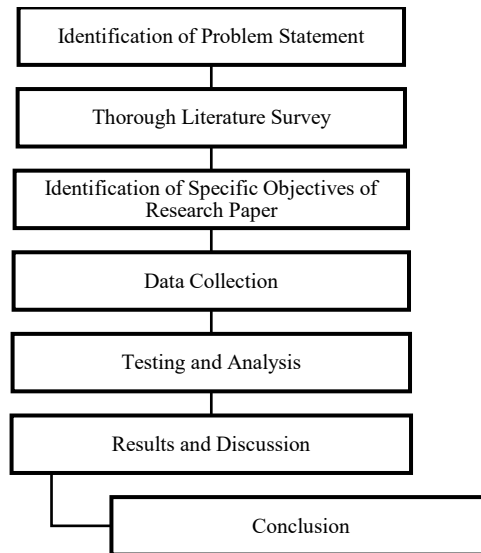 Identification of Problem Statement
Thorough Literature Survey
Identification of Specific Objectives of
Research Paper
Data Collection
Testing and Analysis
Results and Discussion
Conclusion